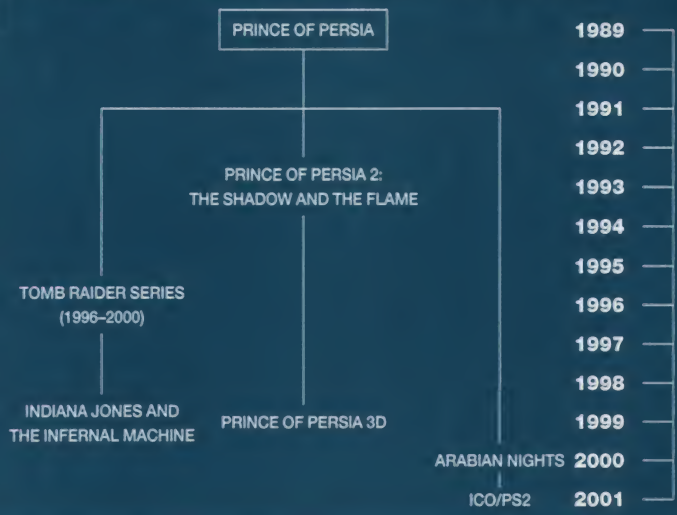 PRINCE OF PERSIA
1989
1990
1991
1992
PRINCE OF PERSIA 2:
THE SHADOW AND THE FLAME
1993
1994
1995
TOMB RAIDER SERIES
(1996–2000)
1996
1997
1998
INDIANA JONES AND
THE INFERNAL MACHINE
PRINCE OF PERSIA 3D
1999
ARABIAN NIGHTS
2000
ICO/PS2
2001